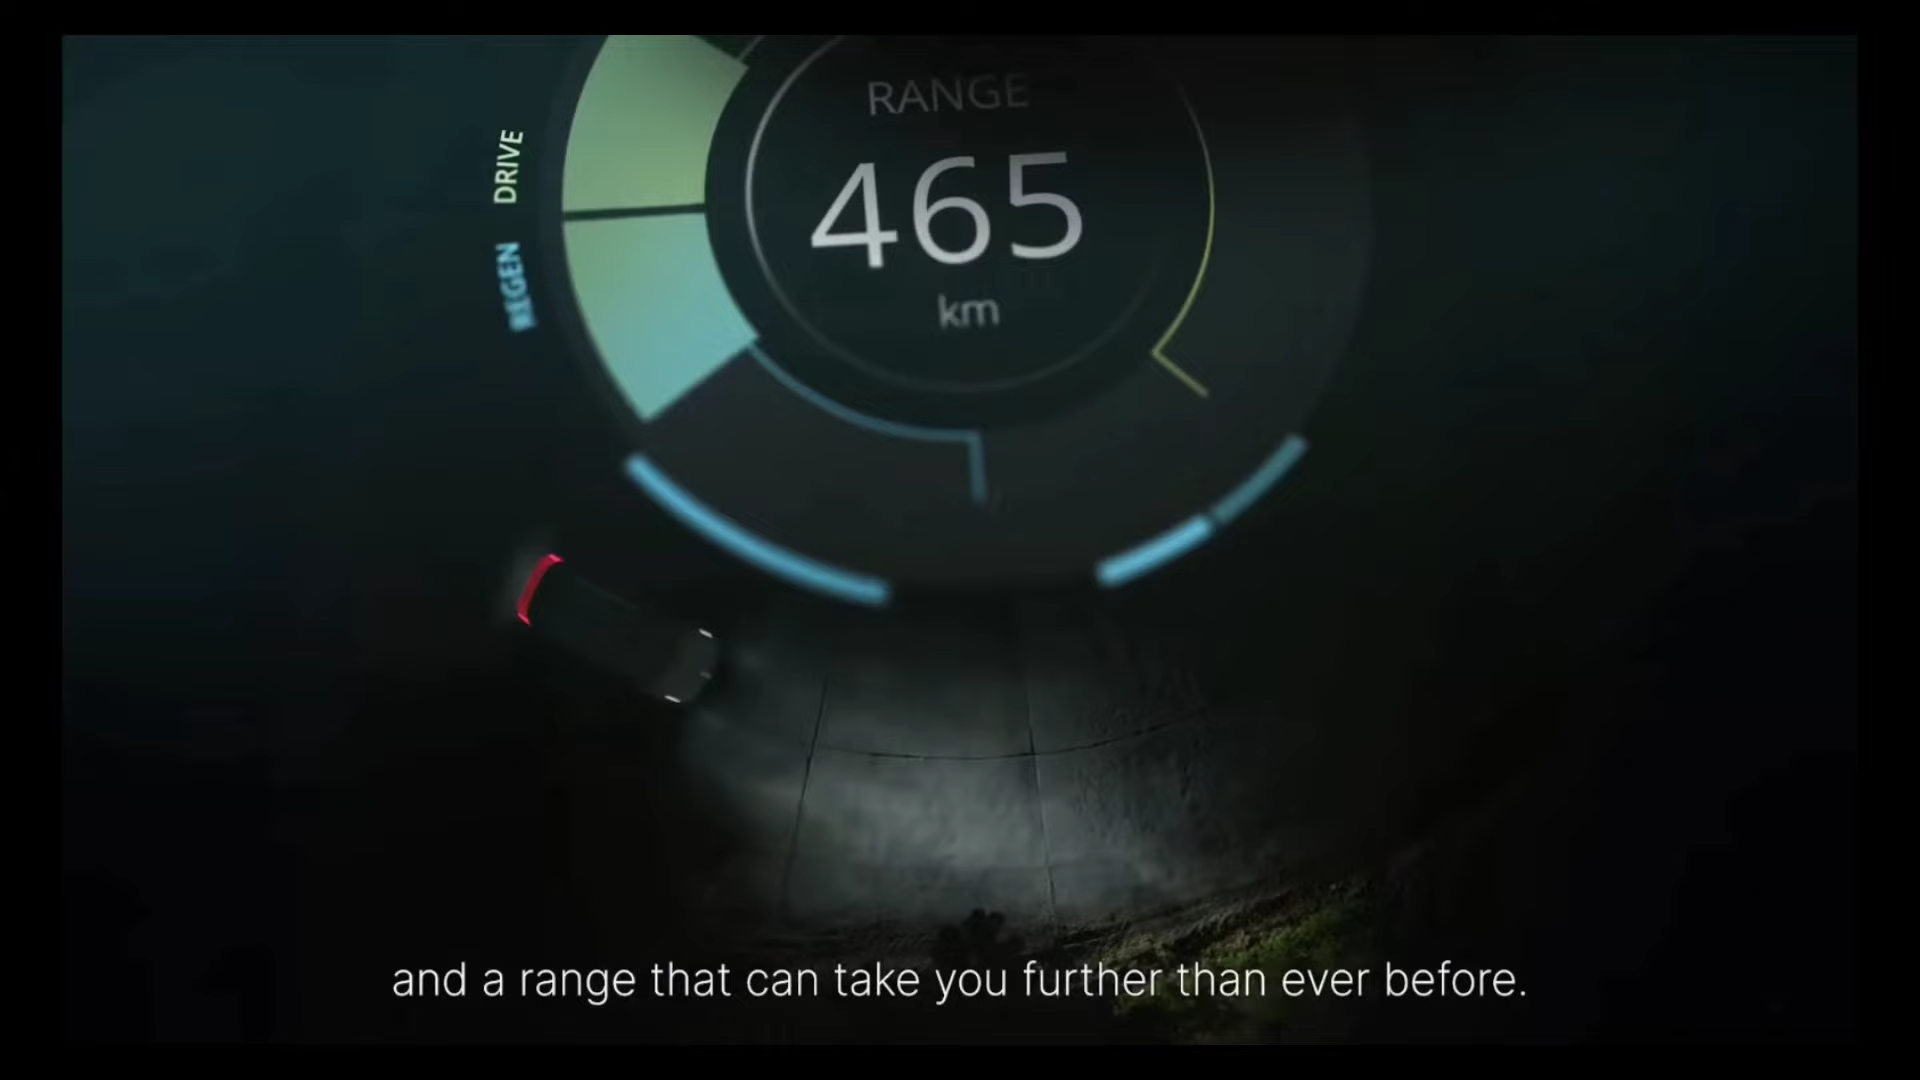 RANGE
465
km
DRIVE
REGEN
and a range that can take you further than ever before.